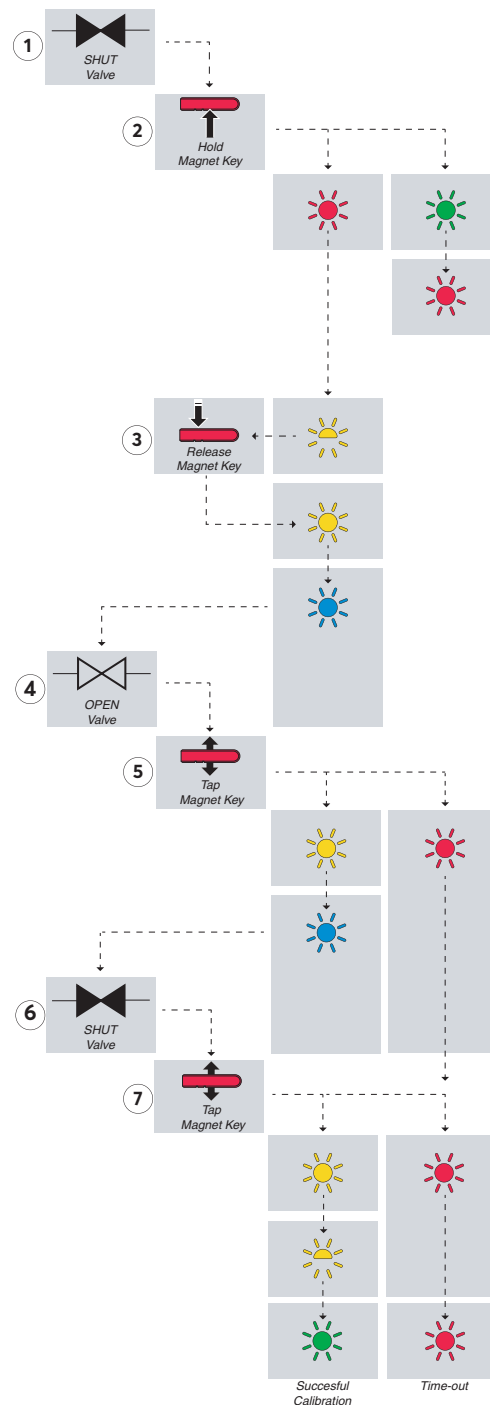 1
SHUT
Valve
2
Hold
Magnet Key
3
Release
Magnet Key
4
OPEN
Valve
5
Tap
Magnet Key
6
SHUT
Valve
7
Tap
Magnet Key
Succesful
Calibration
Time-out